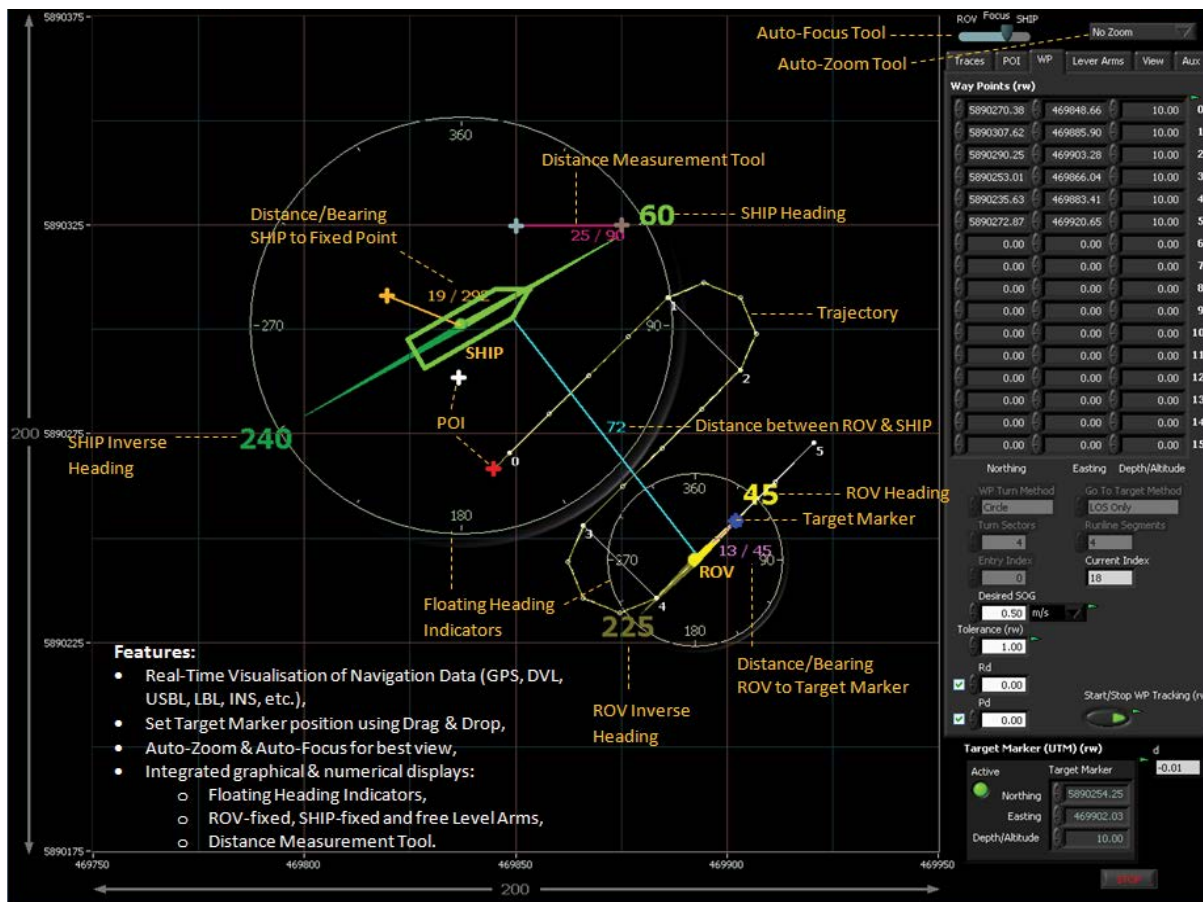 5890375
5890325
5890275
5890225
5890175
200
469750
469800
469850
469900
469950
200
360
90
180
270
60
SHIP Heading
Distance Measurement Tool
25 / 90
Distance/Bearing
SHIP to Fixed Point
19 / 292
SHIP
POI
240
SHIP Inverse
Heading
0
1
2
3
4
5
Trajectory
72
Distance between ROV & SHIP
360
90
180
270
45
ROV Heading
Target Marker
13 / 45
ROV
225
Floating Heading
Indicators
ROV Inverse
Heading
Distance/Bearing
ROV to Target Marker
Auto-Focus Tool
Auto-Zoom Tool
Features:
• Real-Time Visualisation of Navigation Data (GPS, DVL,
USBL, LBL, INS, etc.),
• Set Target Marker position using Drag & Drop,
• Auto-Zoom & Auto-Focus for best view,
• Integrated graphical & numerical displays:
o Floating Heading Indicators,
o ROV-fixed, SHIP-fixed and free Level Arms,
o Distance Measurement Tool.
ROV Focus SHIP
No Zoom
Traces POI WP Lever Arms View Aux
Way Points (rw)
5890270.38 469848.66 10.00 0
5890307.62 469885.90 10.00 1
5890290.25 469903.28 10.00 2
5890253.01 469866.04 10.00 3
5890235.63 469883.41 10.00 4
5890272.87 469920.65 10.00 5
0.00 0.00 0.00 6
0.00 0.00 0.00 7
0.00 0.00 0.00 8
0.00 0.00 0.00 9
0.00 0.00 0.00 10
0.00 0.00 0.00 11
0.00 0.00 0.00 12
0.00 0.00 0.00 13
0.00 0.00 0.00 14
0.00 0.00 0.00 15
Northing Easting Depth/Altitude
WP Turn Method Go To Target Method
Circle LOS Only
Turn Sectors Runline Segments
4 4
Entry Index Current Index
0 18
Desired SOG
0.50 m/s
Tolerance (rw)
1.00
Rd
0.00
Pd
0.00
Start/Stop WP Tracking (rw
Target Marker (UTM) (rw) d
-0.01
Active Target Marker
Northing 5890254.25
Easting 469902.03
Depth/Altitude 10.00
STOP